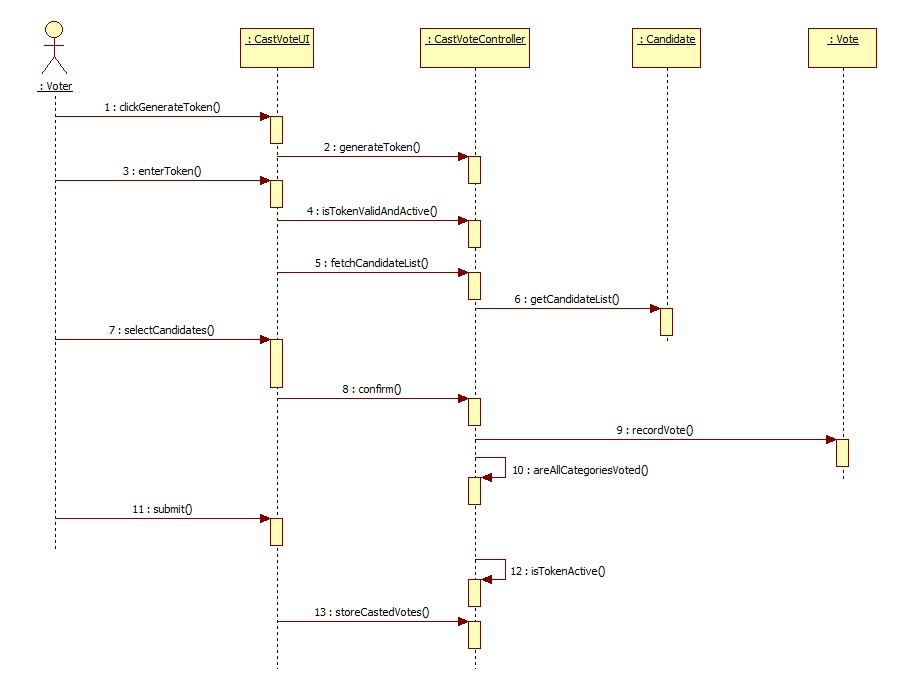 : CastVoteUI
: CastVoteController
: Candidate
: Vote
: Voter
1 : clickGenerateToken()
2 : generateToken()
3 : enterToken()
4 : isTokenValidAndActive()
5 : fetchCandidateList()
6 : getCandidateList()
7 : selectCandidates()
8 : confirm()
9 : recordVote()
10 : areAllCategoriesVoted()
11 : submit()
12 : isTokenActive()
13 : storeCastedVotes()